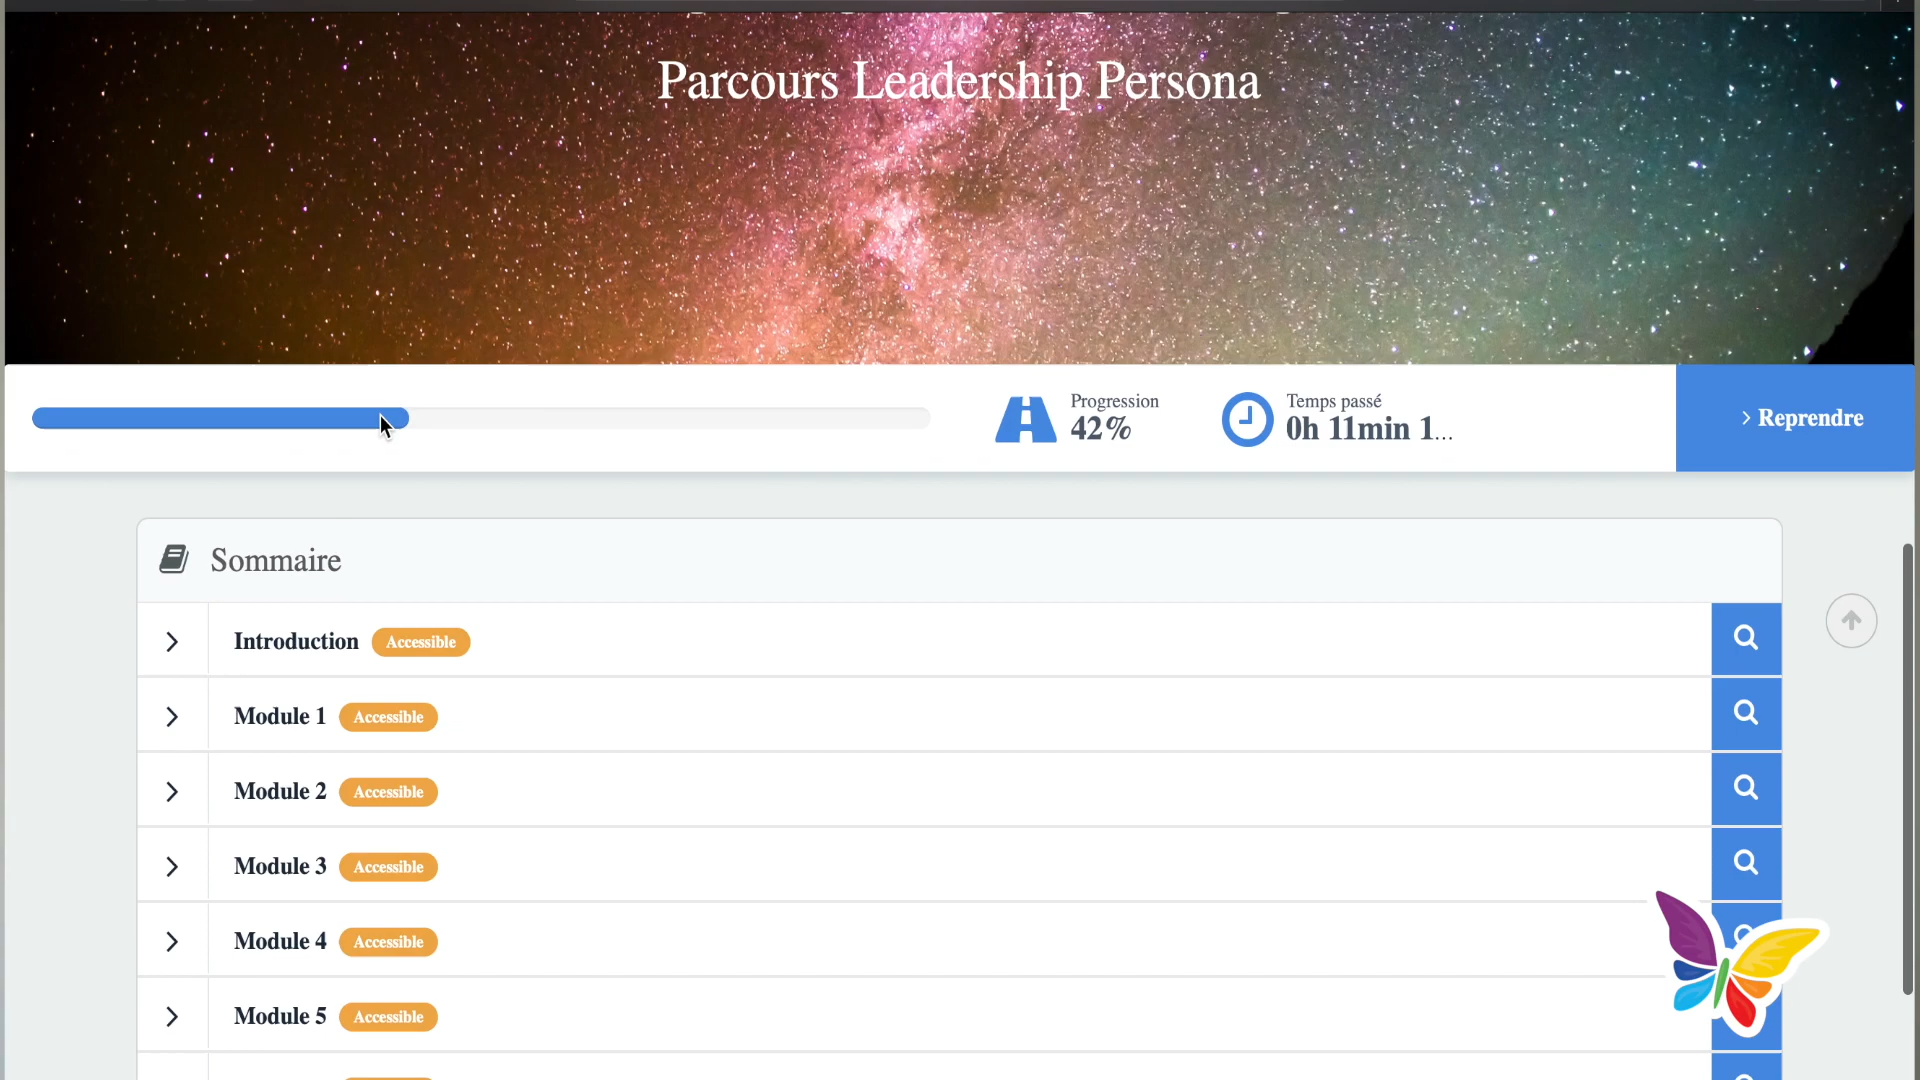 Parcours Leadership Persona
Progression
42%
Temps passé
0h 11min 1...
Reprendre
Sommaire
Introduction Accessible
Module 1 Accessible
Module 2 Accessible
Module 3 Accessible
Module 4 Accessible
Module 5 Accessible